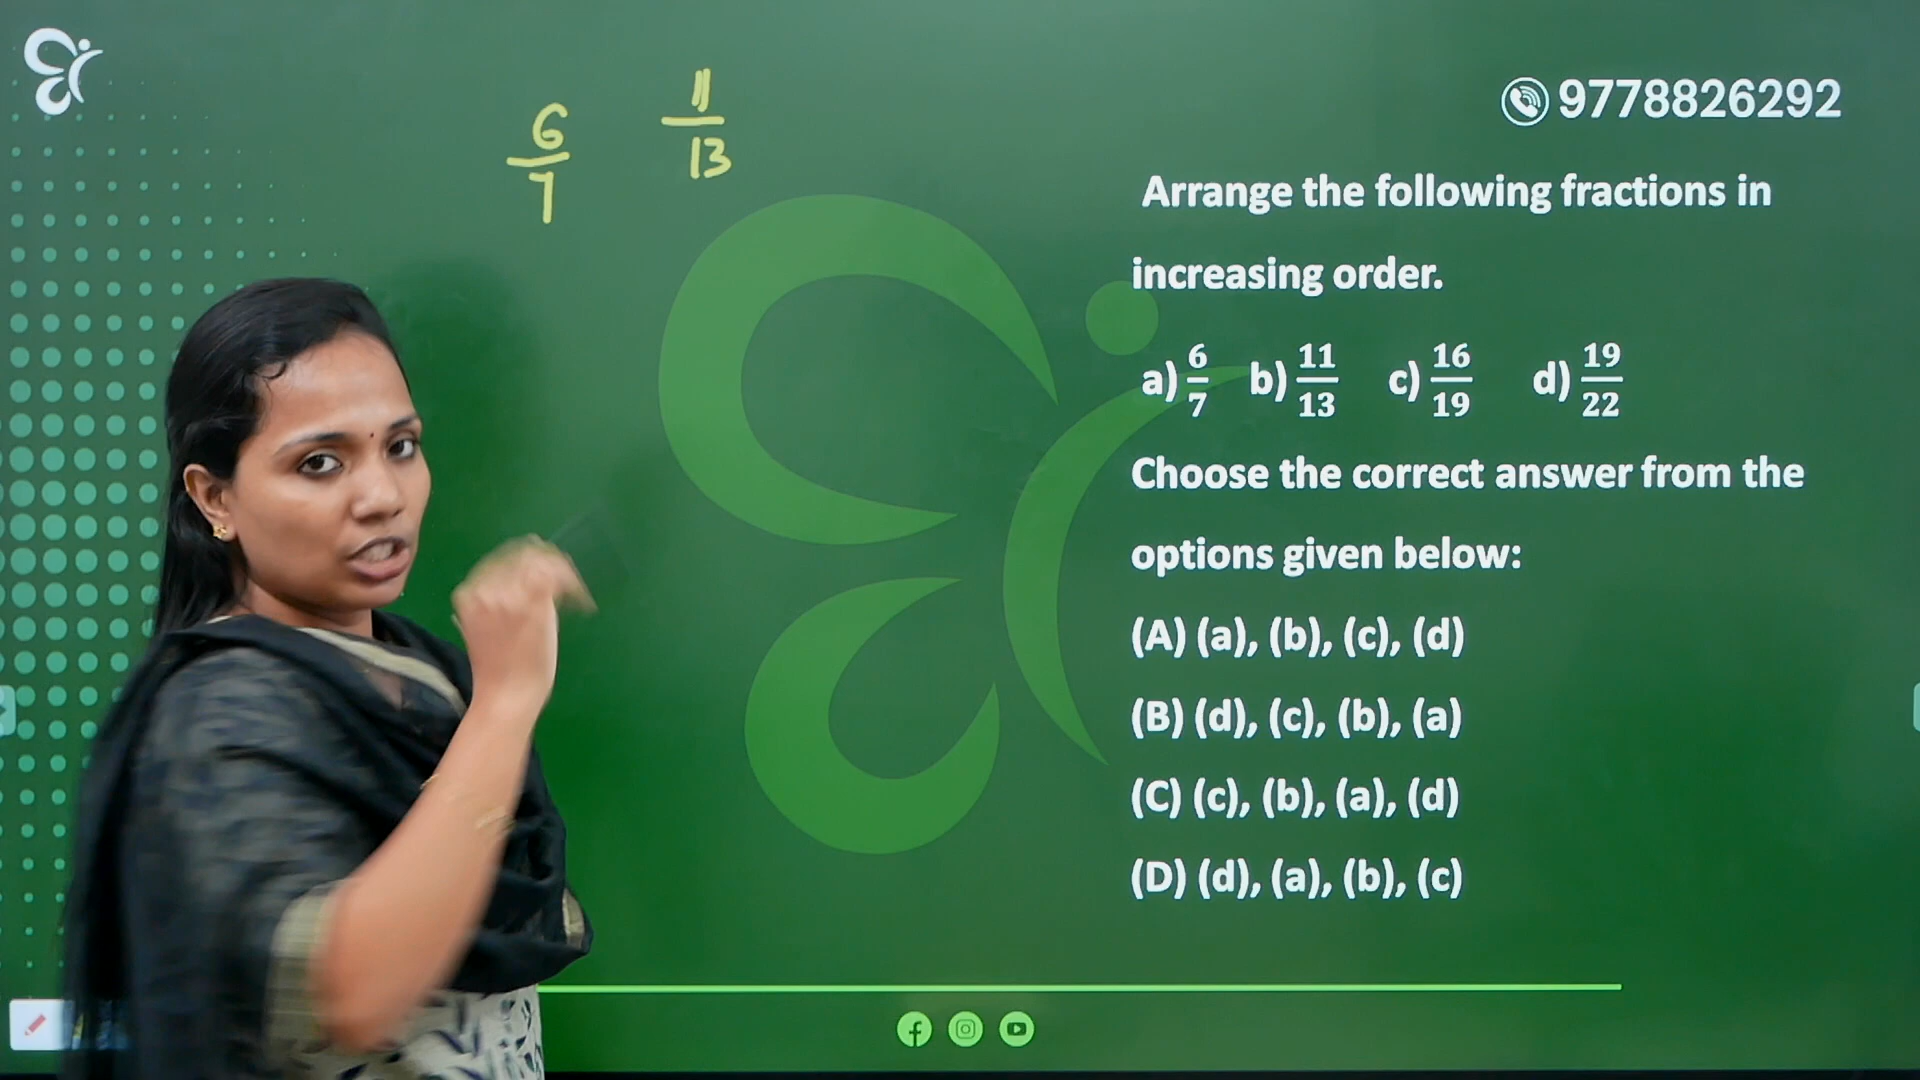 6/7 11/13
9778826292
Arrange the following fractions in
increasing order.
a) 6/7 b) 11/13 c) 16/19 d) 19/22
Choose the correct answer from the
options given below:
(A) (a), (b), (c), (d)
(B) (d), (c), (b), (a)
(C) (c), (b), (a), (d)
(D) (d), (a), (b), (c)